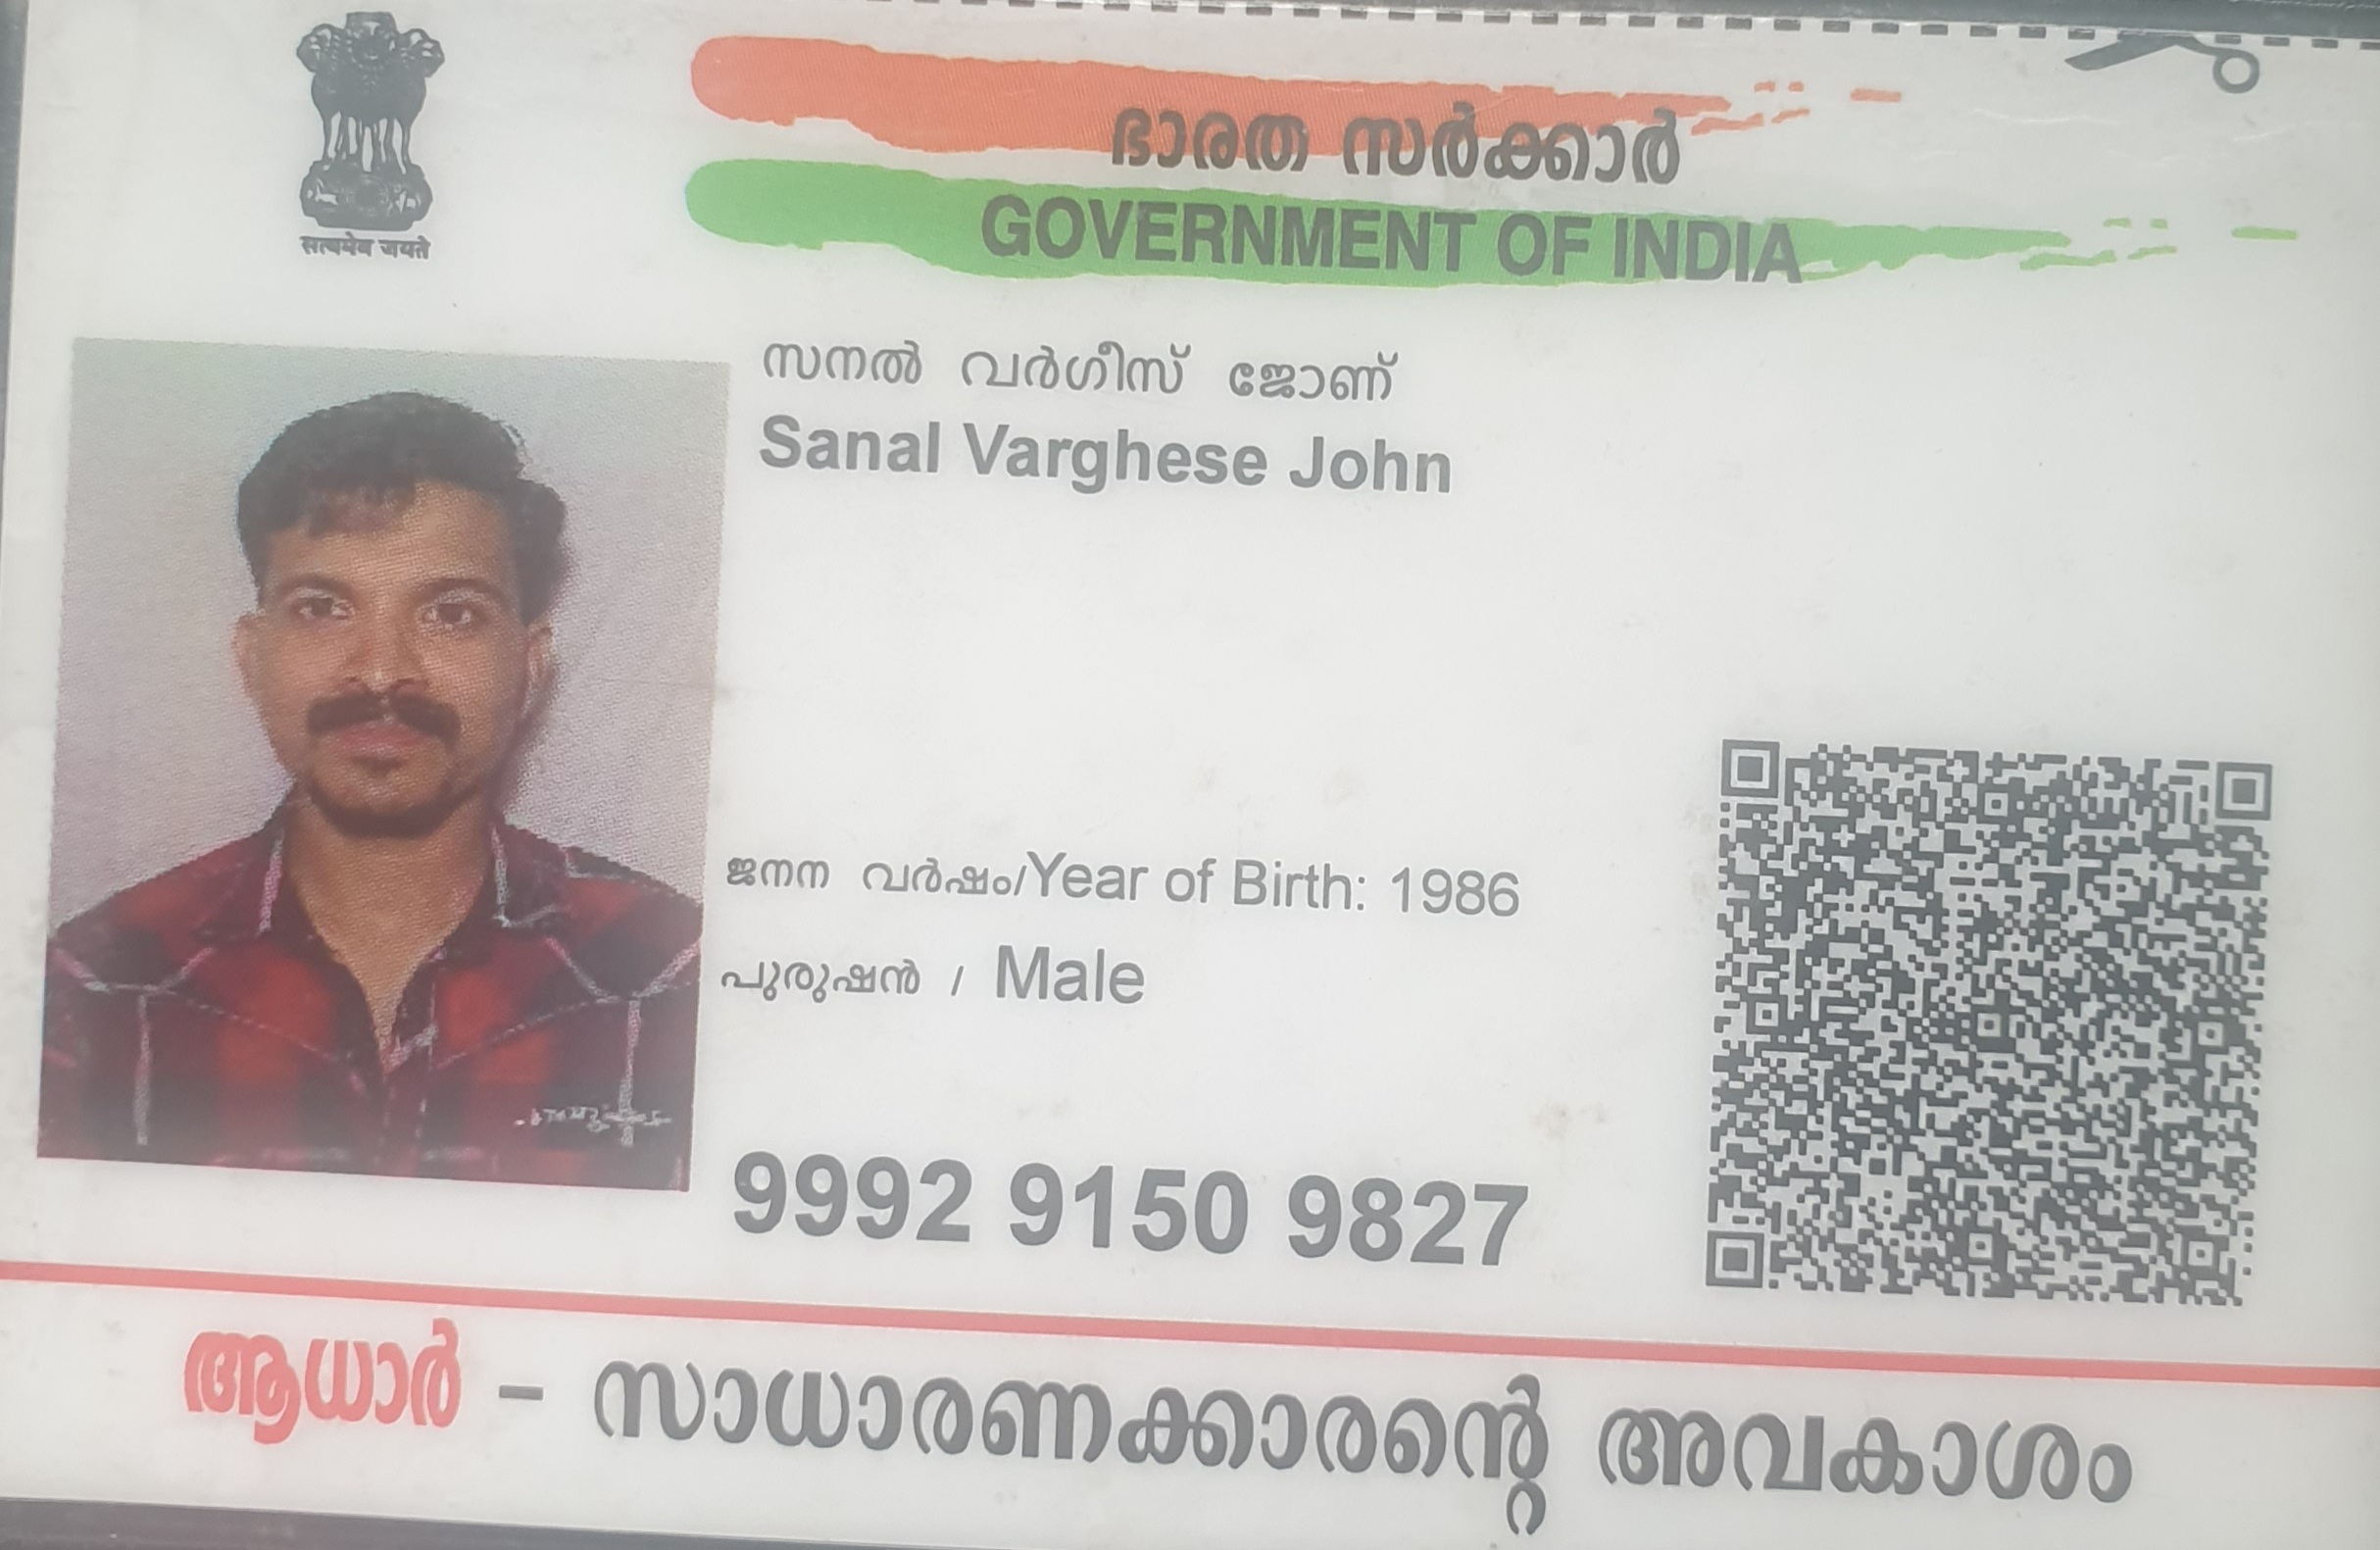 सत्यमेव जयते
ഭാരത സർക്കാർ
GOVERNMENT OF INDIA
സനൽ വർഗീസ് ജോണ്
Sanal Varghese John
ജനന വർഷം/Year of Birth: 1986
പുരുഷൻ / Male
9992 9150 9827
ആധാർ - സാധാരണക്കാരന്റെ അവകാശം